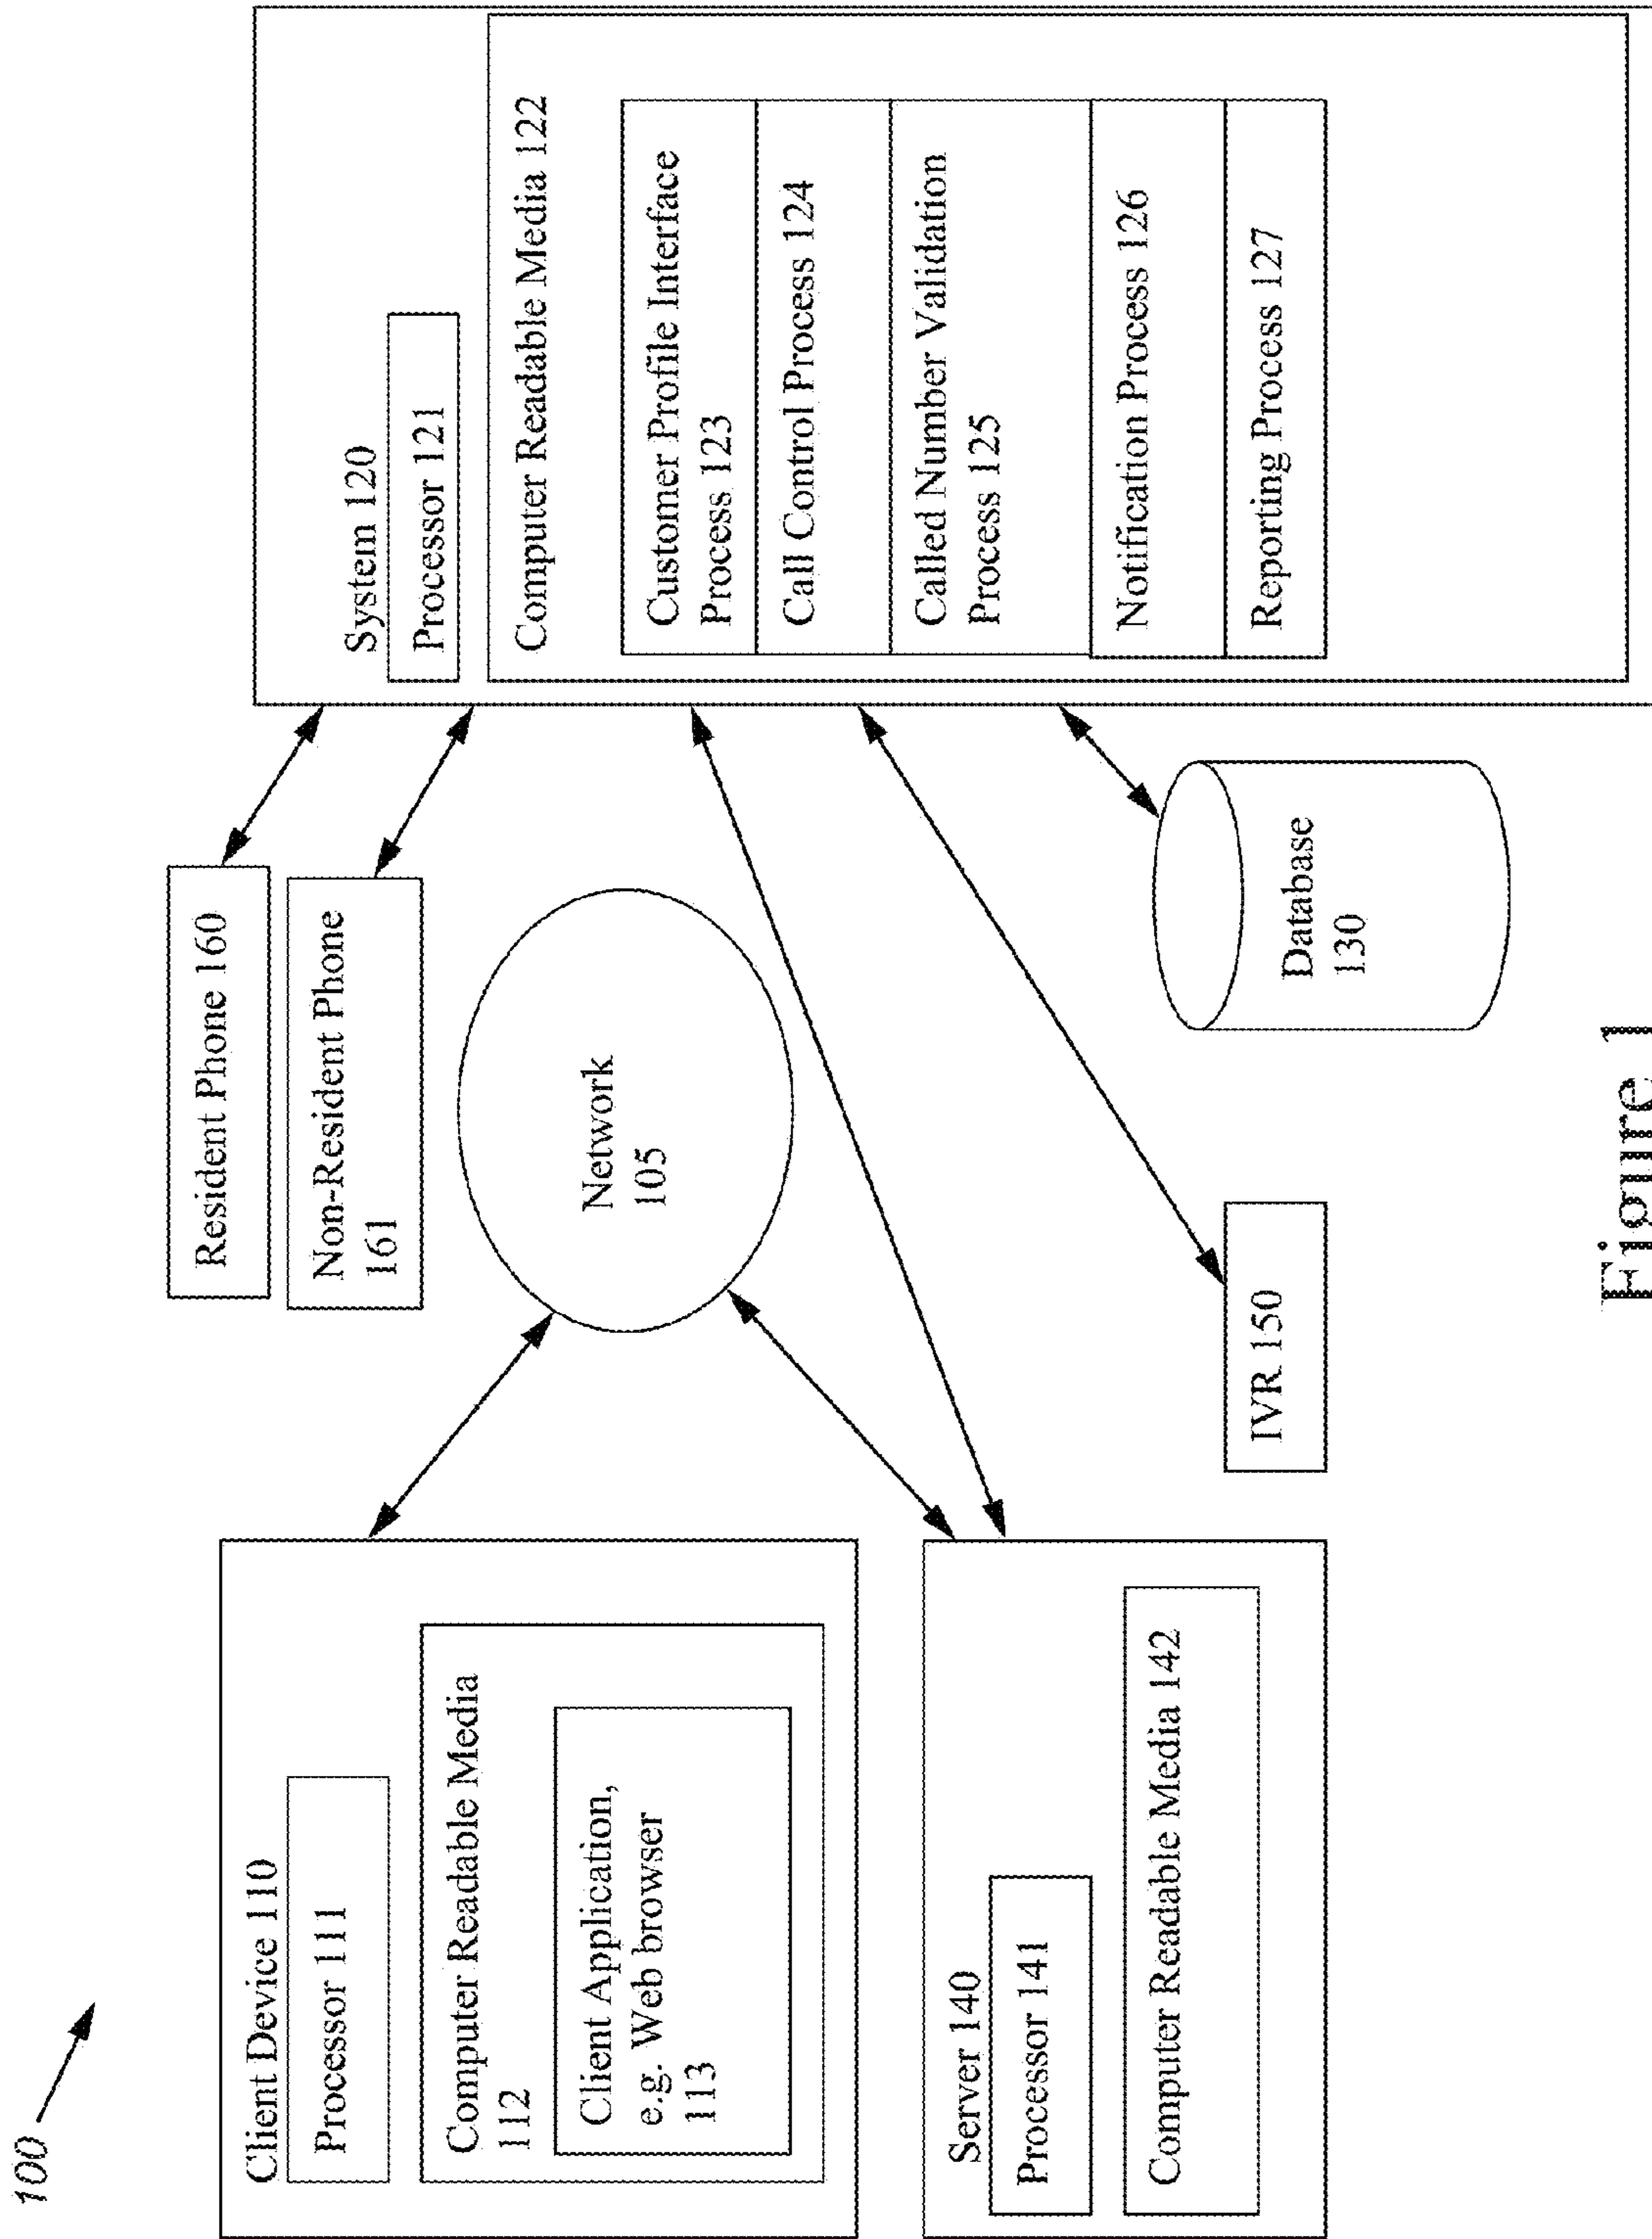 100
Client Device 110
Processor 111
Computer Readable Media
112
Client Application,
e.g. Web browser
113
Server 140
Processor 141
Computer Readable Media 142
Resident Phone 160
Non-Resident Phone
161
Network
105
IVR 150
Database
130
System 120
Processor 121
Computer Readable Media 122
Customer Profile Interface
Process 123
Call Control Process 124
Called Number Validation
Process 125
Notification Process 126
Reporting Process 127
Figure 1